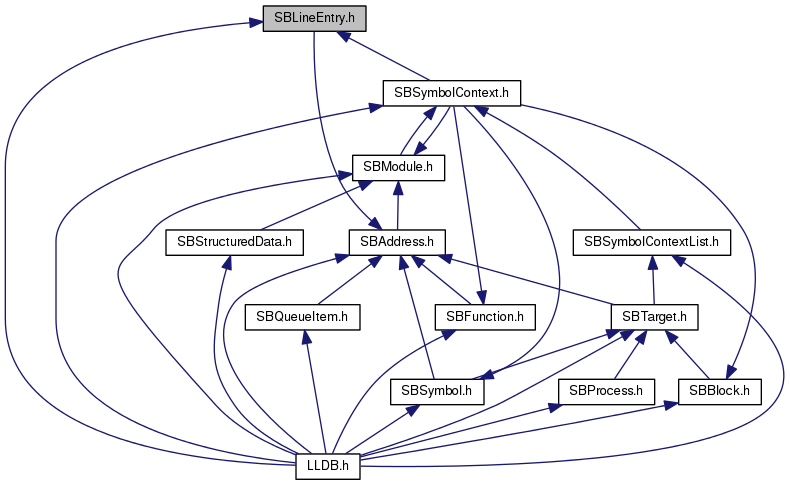 SBLineEntry.h
SBSymbolContext.h
SBModule.h
SBStructuredData.h
SBAddress.h
SBSymbolContextList.h
SBQueueItem.h
SBFunction.h
SBTarget.h
SBSymbol.h
SBProcess.h
SBBlock.h
LLDB.h